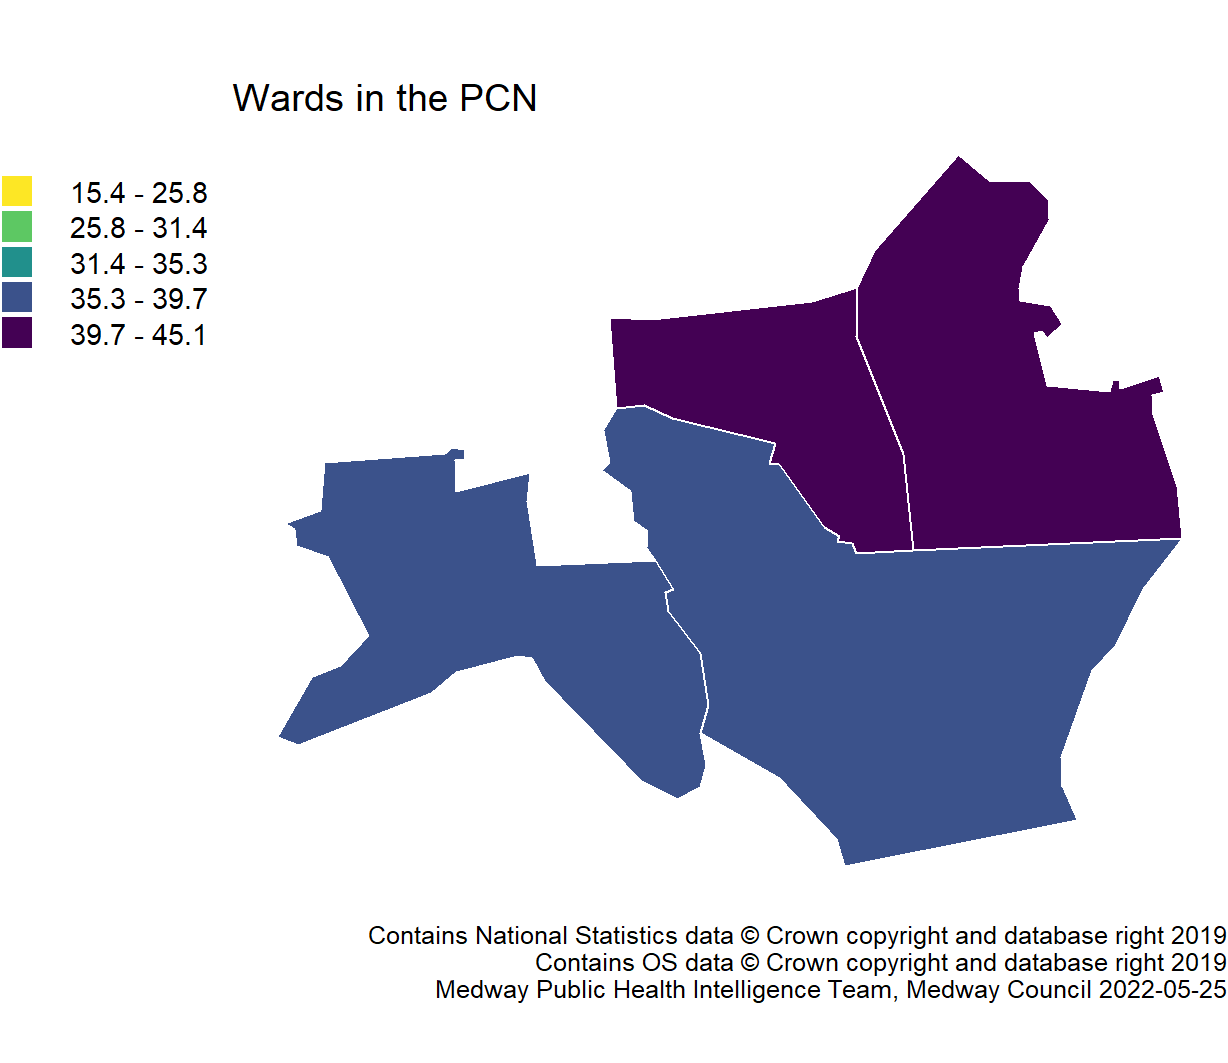 Wards in the PCN
15.4 - 25.8
25.8 - 31.4
31.4 - 35.3
35.3 - 39.7
39.7 - 45.1
Contains National Statistics data © Crown copyright and database right 2019
Contains OS data © Crown copyright and database right 2019
Medway Public Health Intelligence Team, Medway Council 2022-05-25